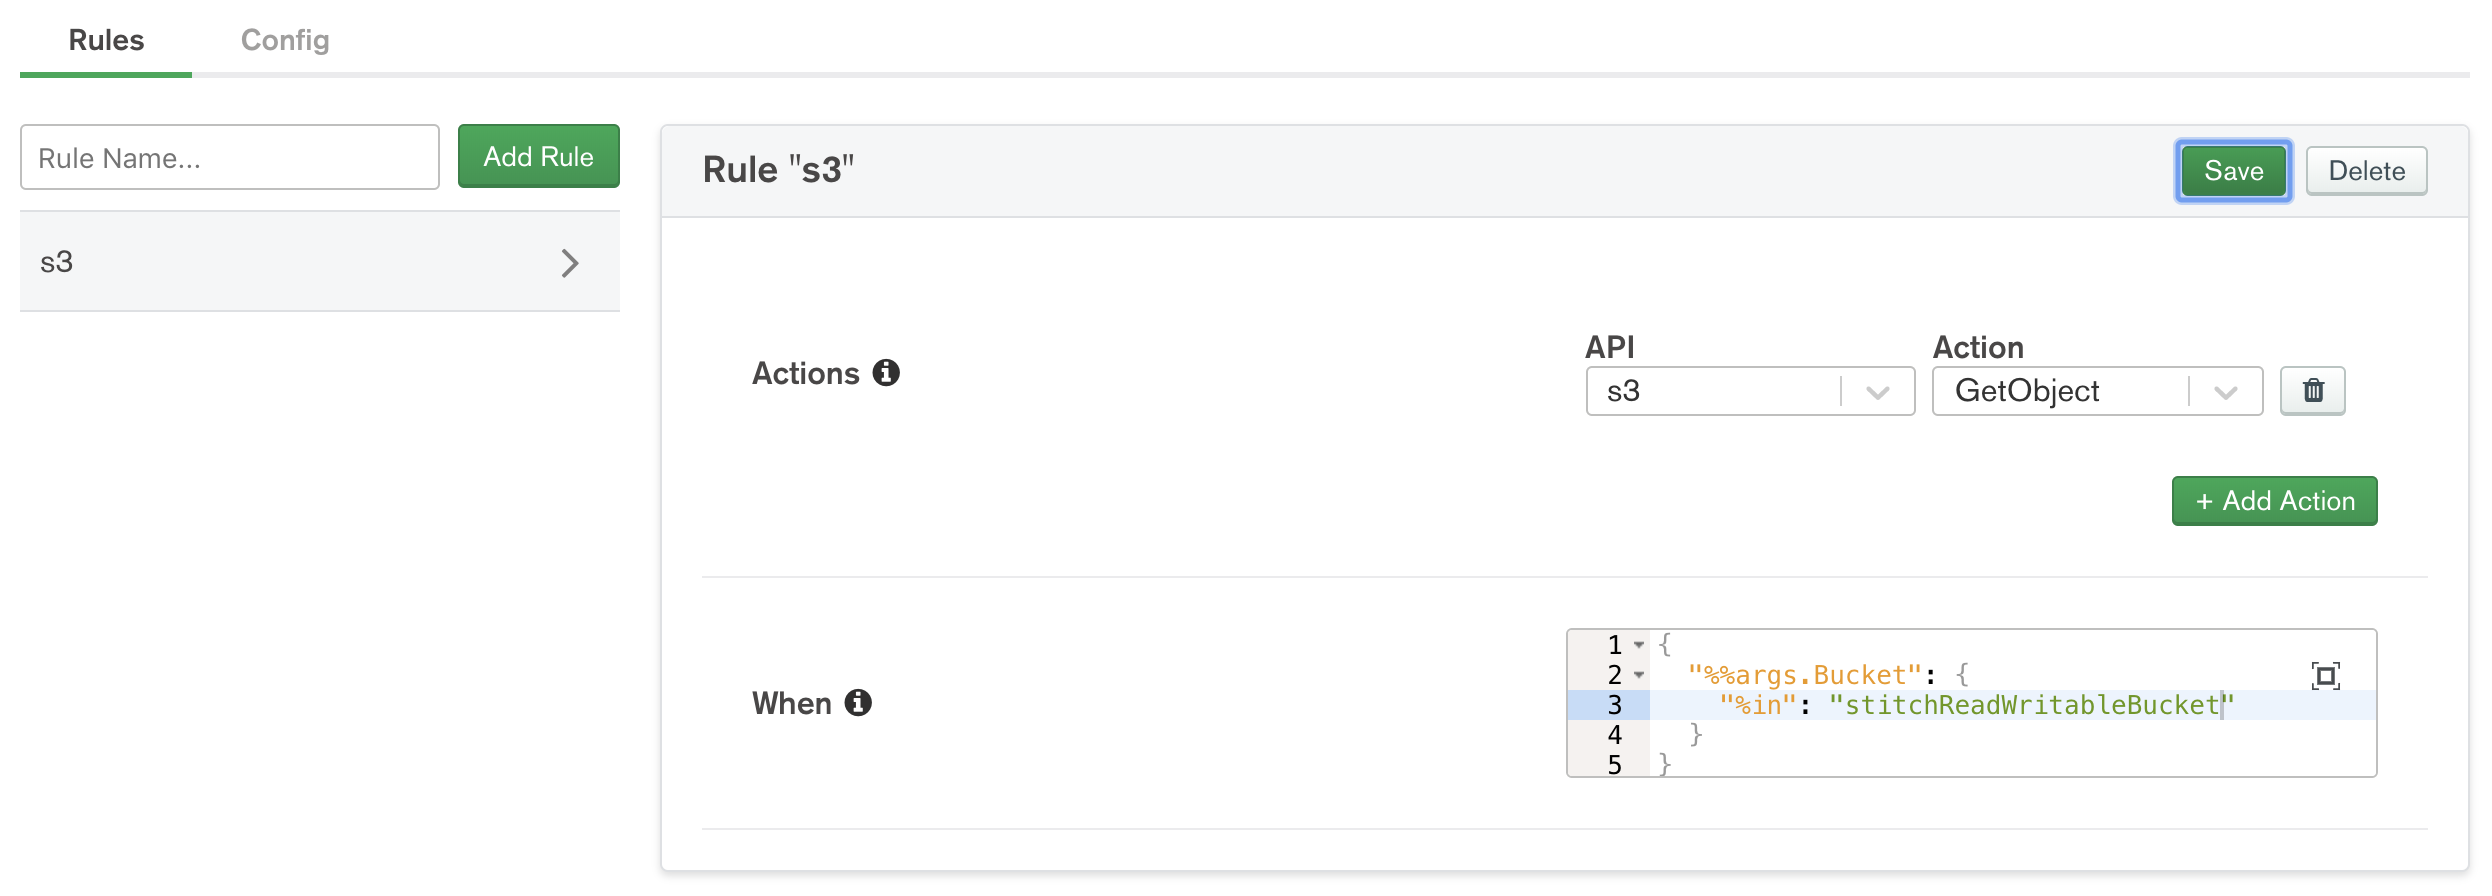 Rules Config
Rule Name... Add Rule
s3
Rule "s3" Save Delete
Actions
API Action
s3 GetObject
+ Add Action
When
1 {
2 "%%args.Bucket": {
3 "%in": "stitchReadWritableBucket"
4 }
5 }